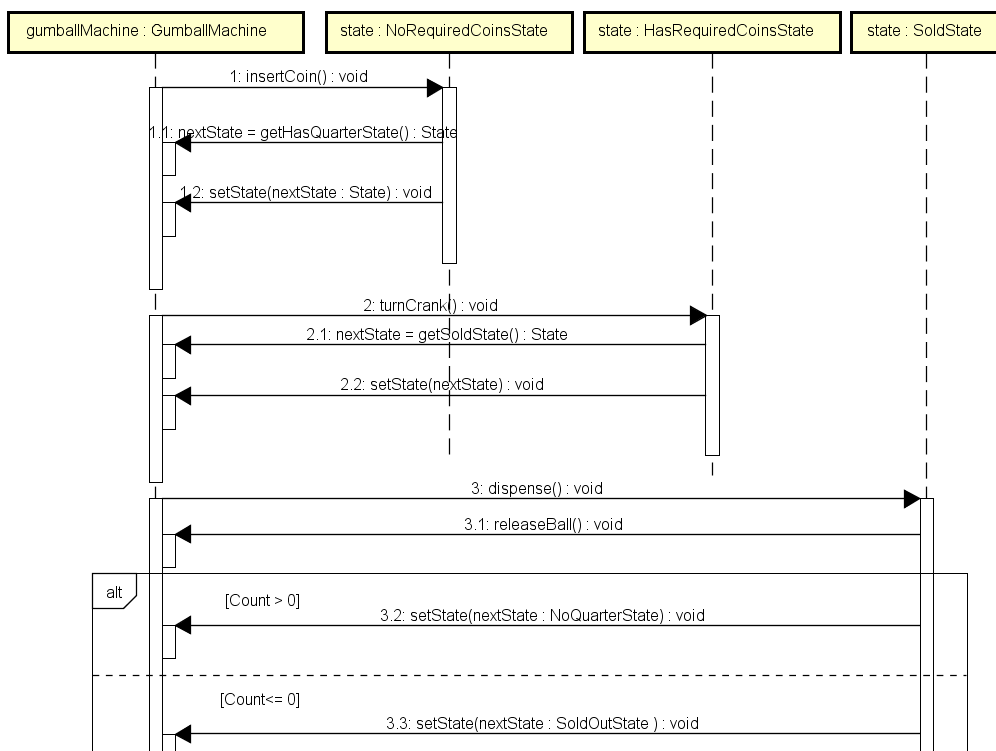 gumballMachine : GumballMachine
state : NoRequiredCoinsState
state : HasRequiredCoinsState
state : SoldState
1: insertCoin() : void
1.1: nextState = getHasQuarterState() : State
1.2: setState(nextState : State) : void
2: turnCrank() : void
2.1: nextState = getSoldState() : State
2.2: setState(nextState) : void
3: dispense() : void
3.1: releaseBall() : void
alt
[Count > 0]
3.2: setState(nextState : NoQuarterState) : void
[Count<= 0]
3.3: setState(nextState : SoldOutState ) : void